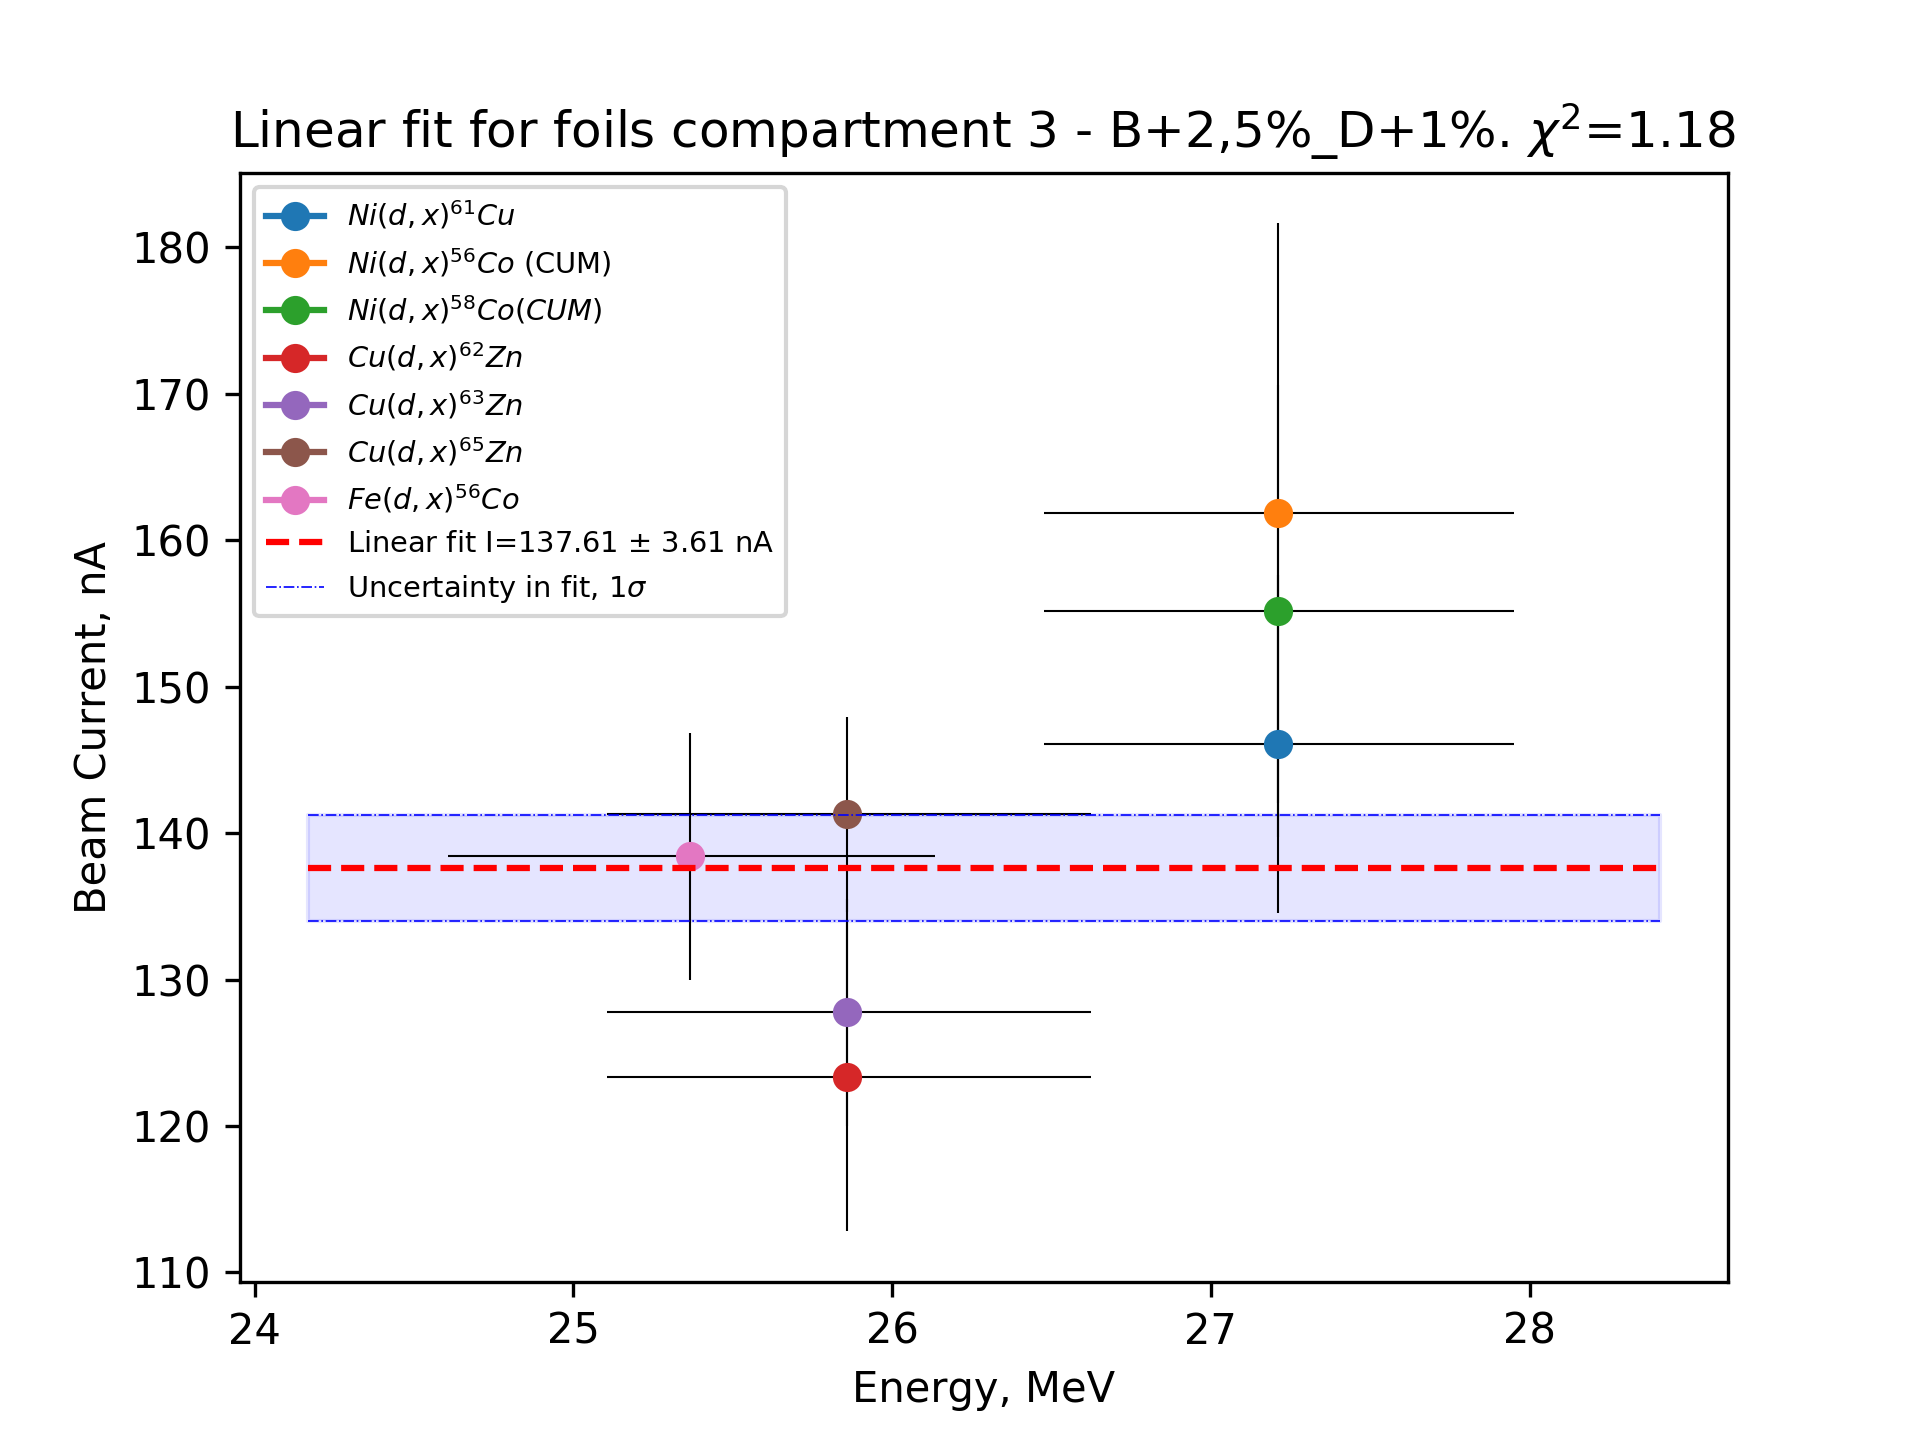 Linear fit for foils compartment 3 - B+2,5%_D+1%. χ²=1.18
Ni(d, x)⁶¹Cu
Ni(d, x)⁵⁶Co (CUM)
Ni(d, x)⁵⁸Co(CUM)
Cu(d, x)⁶²Zn
Cu(d, x)⁶³Zn
Cu(d, x)⁶⁵Zn
Fe(d, x)⁵⁶Co
Linear fit I=137.61 ± 3.61 nA
Uncertainty in fit, 1σ
Beam Current, nA
180
170
160
150
140
130
120
110
24 25 26 27 28
Energy, MeV